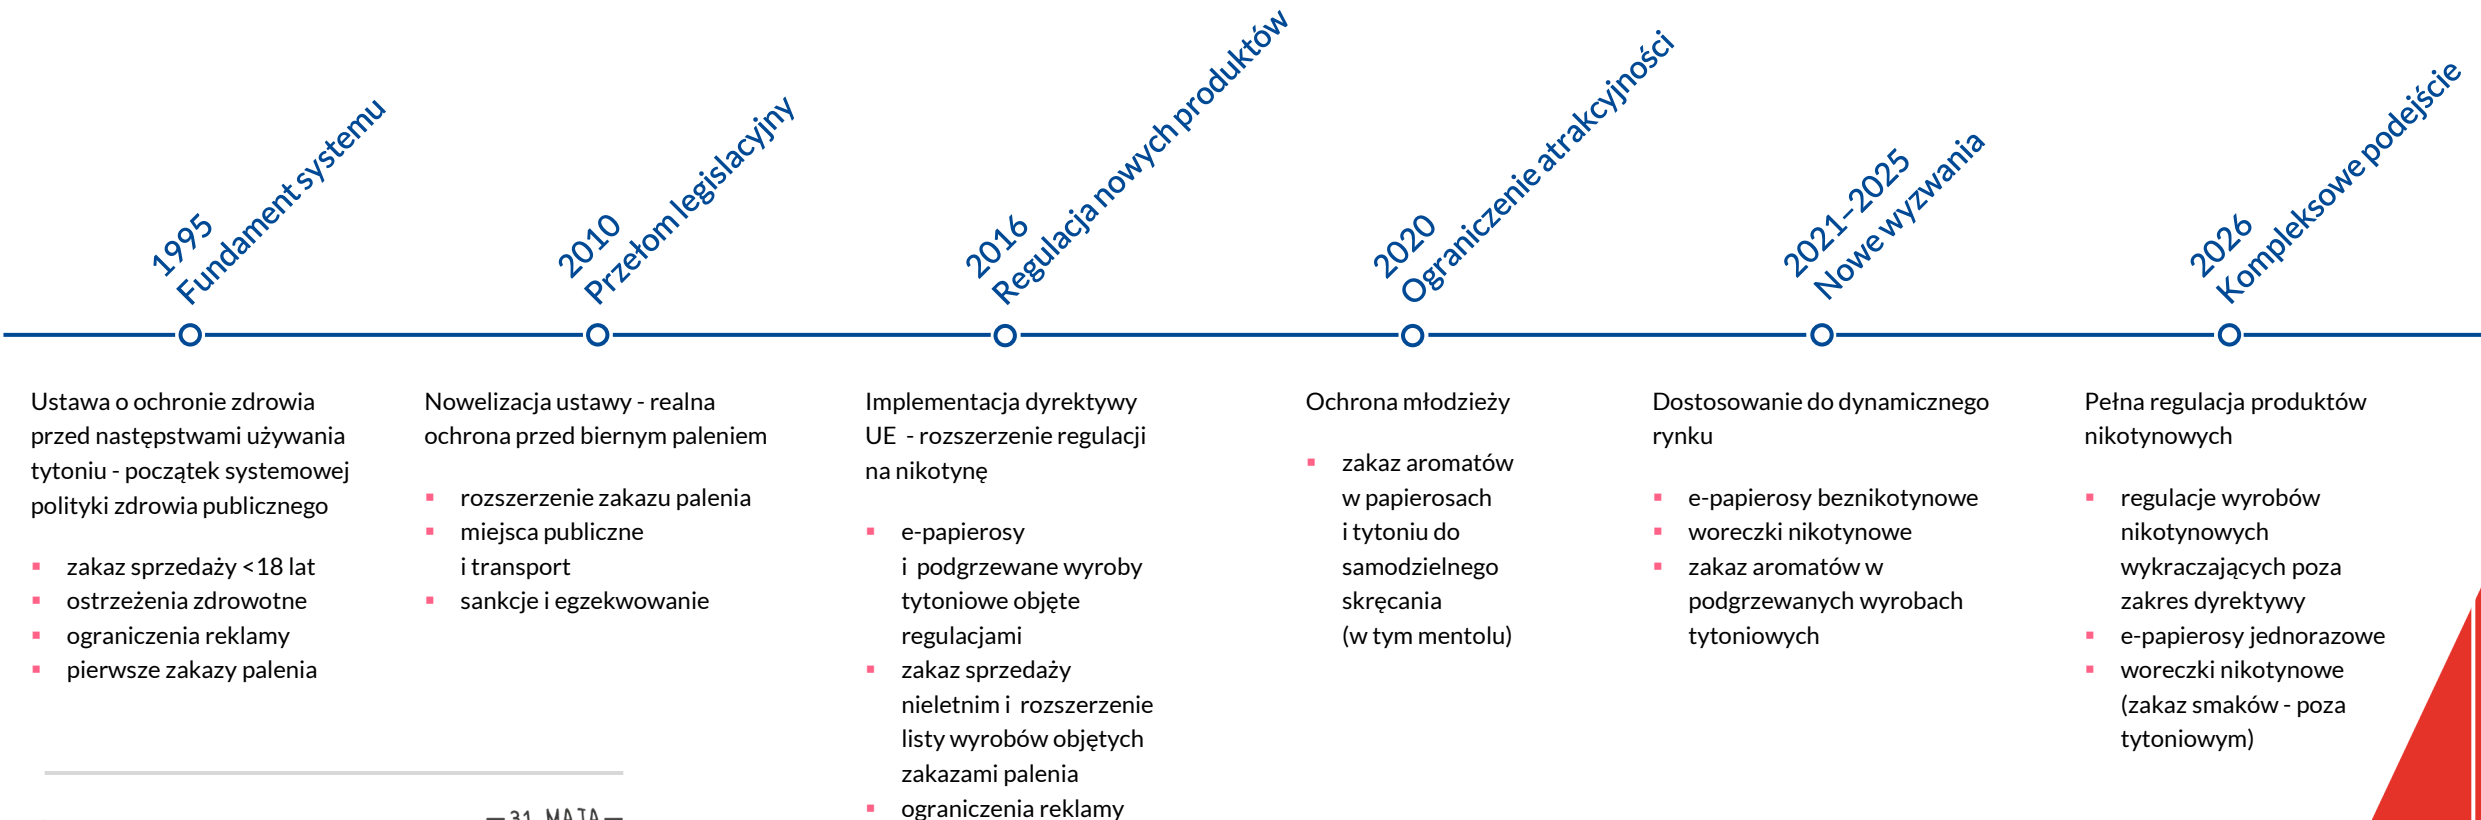 1995
Fundament systemu
2010
Przełom legislacyjny
2016
Regulacja nowych produktów
2020
Ograniczenie atrakcyjności
2021–2025
Nowe wyzwania
2026
Kompleksowe podejście
Ustawa o ochronie zdrowia
przed następstwami używania
tytoniu - początek systemowej
polityki zdrowia publicznego
▪ zakaz sprzedaży <18 lat
▪ ostrzeżenia zdrowotne
▪ ograniczenia reklamy
▪ pierwsze zakazy palenia
Nowelizacja ustawy - realna
ochrona przed biernym paleniem
▪ rozszerzenie zakazu palenia
▪ miejsca publiczne
i transport
▪ sankcje i egzekwowanie
Implementacja dyrektywy
UE - rozszerzenie regulacji
na nikotynę
▪ e-papierosy
i podgrzewane wyroby
tytoniowe objęte
regulacjami
▪ zakaz sprzedaży
nieletnim i rozszerzenie
listy wyrobów objętych
zakazami palenia
▪ ograniczenia reklamy
Ochrona młodzieży
▪ zakaz aromatów
w papierosach
i tytoniu do
samodzielnego
skręcania
(w tym mentolu)
Dostosowanie do dynamicznego
rynku
▪ e-papierosy beznikotynowe
▪ woreczki nikotynowe
▪ zakaz aromatów w
podgrzewanych wyrobach
tytoniowych
Pełna regulacja produktów
nikotynowych
▪ regulacje wyrobów
nikotynowych
wykraczających poza
zakres dyrektywy
▪ e-papierosy jednorazowe
▪ woreczki nikotynowe
(zakaz smaków - poza
tytoniowym)
— 31 MAJA —